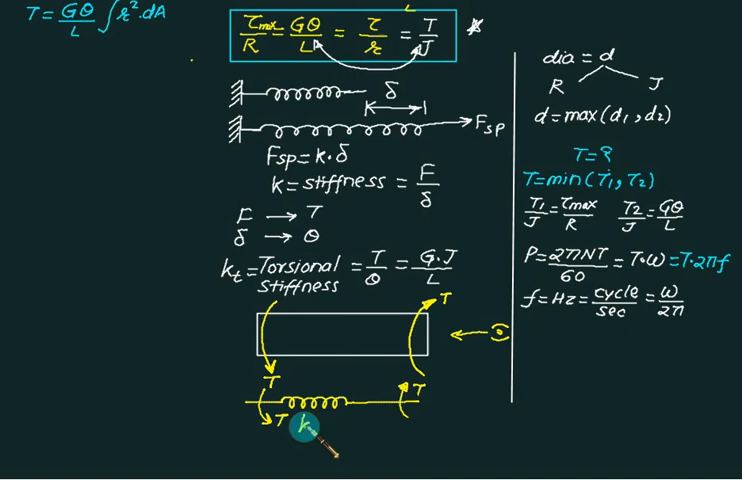 T = Gθ/L ∫ r².dA
τmax/R = Gθ/L = τ/r = T/J
L
δ
Fsp
Fsp = k.δ
k = stiffness = F/δ
F → T
δ → θ
kt = Torsional stiffness = T/θ = G.J/L
T
T
T
T
k
dia = d
R J
d = max(d1, d2)
T = ?
T = min(T1, T2)
T1/J = τmax/R T2/J = Gθ/L
P = 2πNT/60 = T.ω = T.2πf
f = Hz = cycle/sec = ω/2π